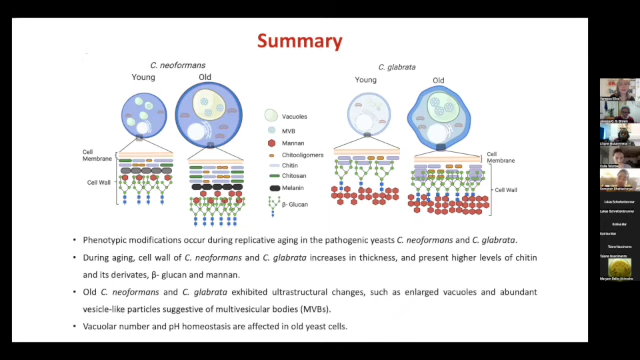 Summary
C. neoformans
C. glabrata
Young
Old
Young
Old
Cell
Membrane
Cell Wall
Vacuoles
MVB
Mannan
Chitooligomers
Chitin
Chitosan
Melanin
β- Glucan
Cell
Membrane
Cell Wall
• Phenotypic modifications occur during replicative aging in the pathogenic yeasts C. neoformans and C. glabrata.
• During aging, cell wall of C. neoformans and C. glabrata increases in thickness, and present higher levels of chitin
and its derivates, β- glucan and mannan.
• Old C. neoformans and C. glabrata exhibited ultrastructural changes, such as enlarged vacuoles and abundant
vesicle-like particles suggestive of multivesicular bodies (MVBs).
• Vacuolar number and pH homeostasis are affected in old yeast cells.